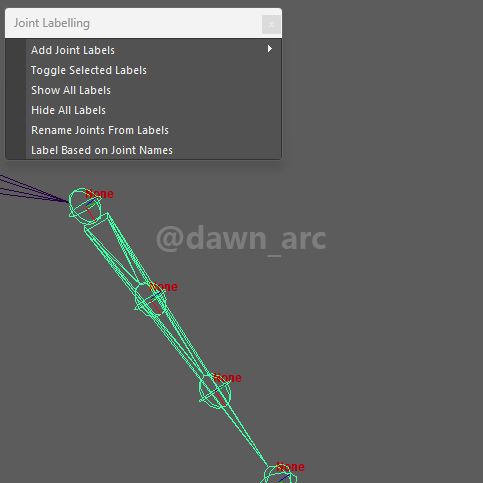 Joint Labelling
x
Add Joint Labels
Toggle Selected Labels
Show All Labels
Hide All Labels
Rename Joints From Labels
Label Based on Joint Names
None
@dawn_arc
None
None
None